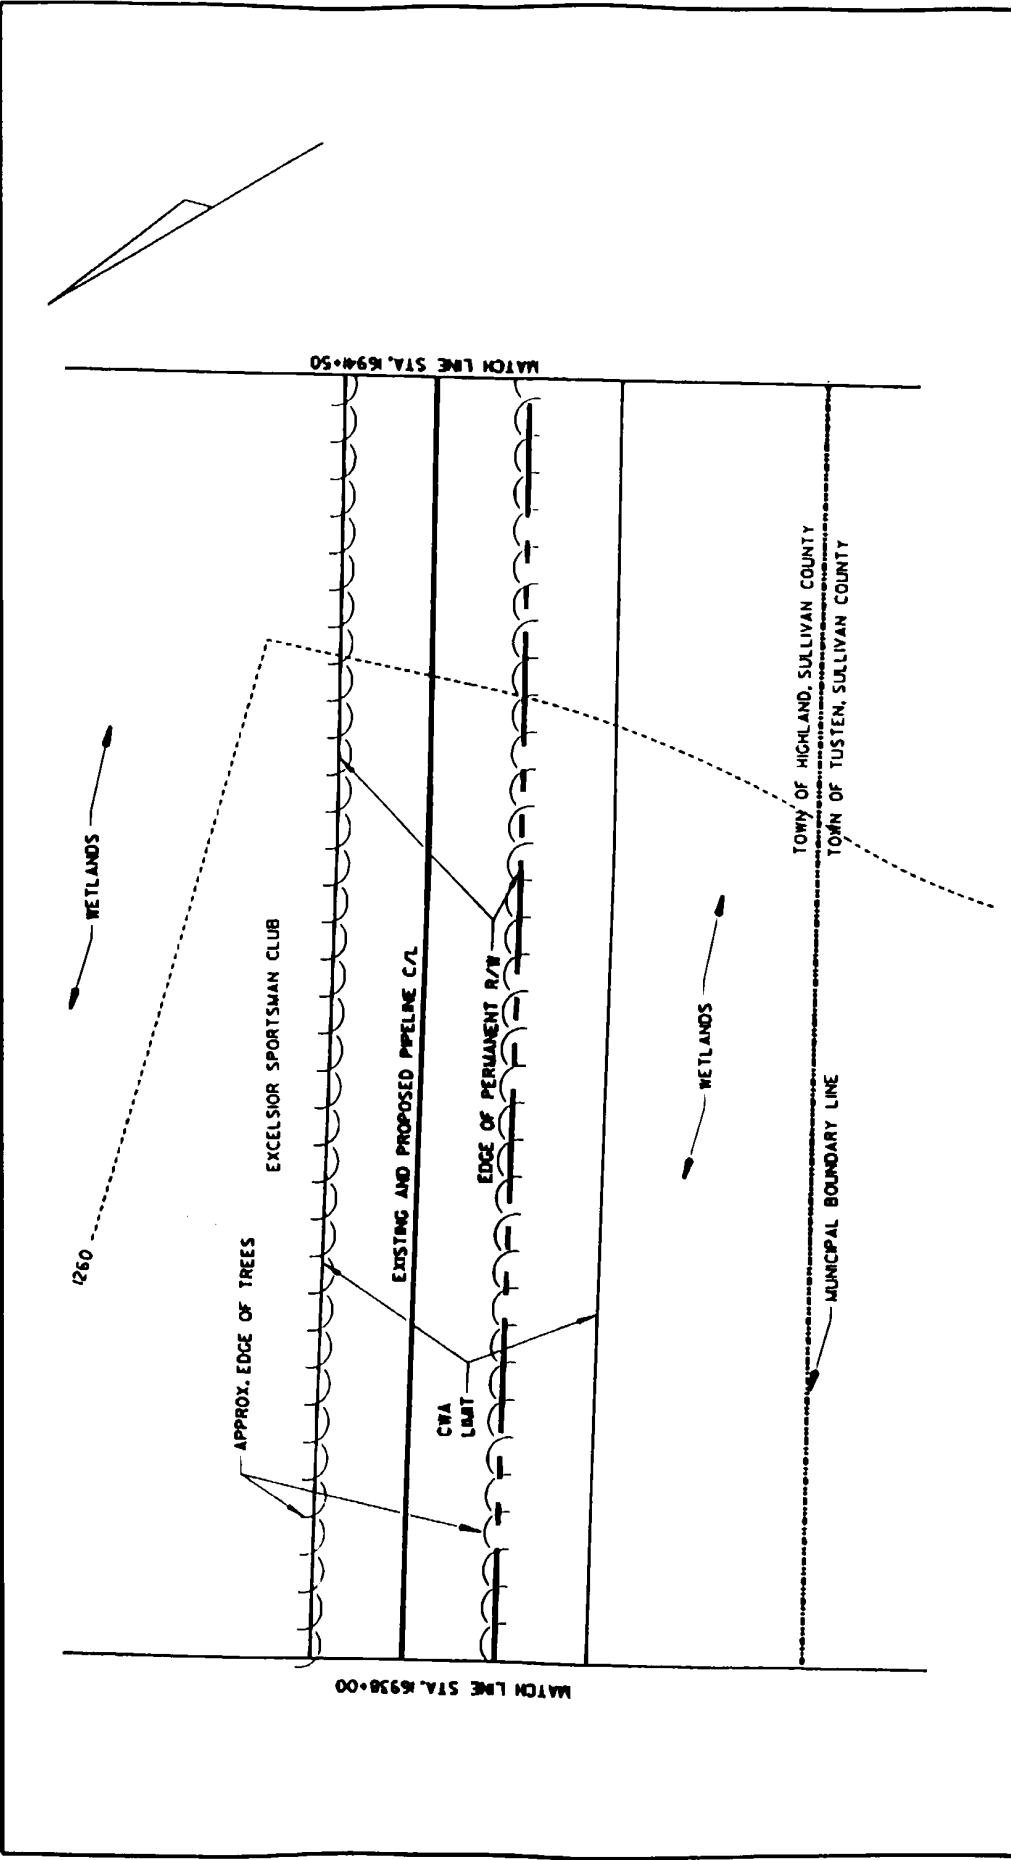 MATCH LINE STA. 16941+50
TOWN OF HIGHLAND, SULLIVAN COUNTY
TOWN OF TUSTEN, SULLIVAN COUNTY
WETLANDS
EXCELSIOR SPORTSMAN CLUB
EXISTING AND PROPOSED PIPELINE C/L
EDGE OF PERMANENT R/W
WETLANDS
MUNICIPAL BOUNDARY LINE
1260
APPROX. EDGE OF TREES
CWA
LIMIT
MATCH LINE STA. 16938+00